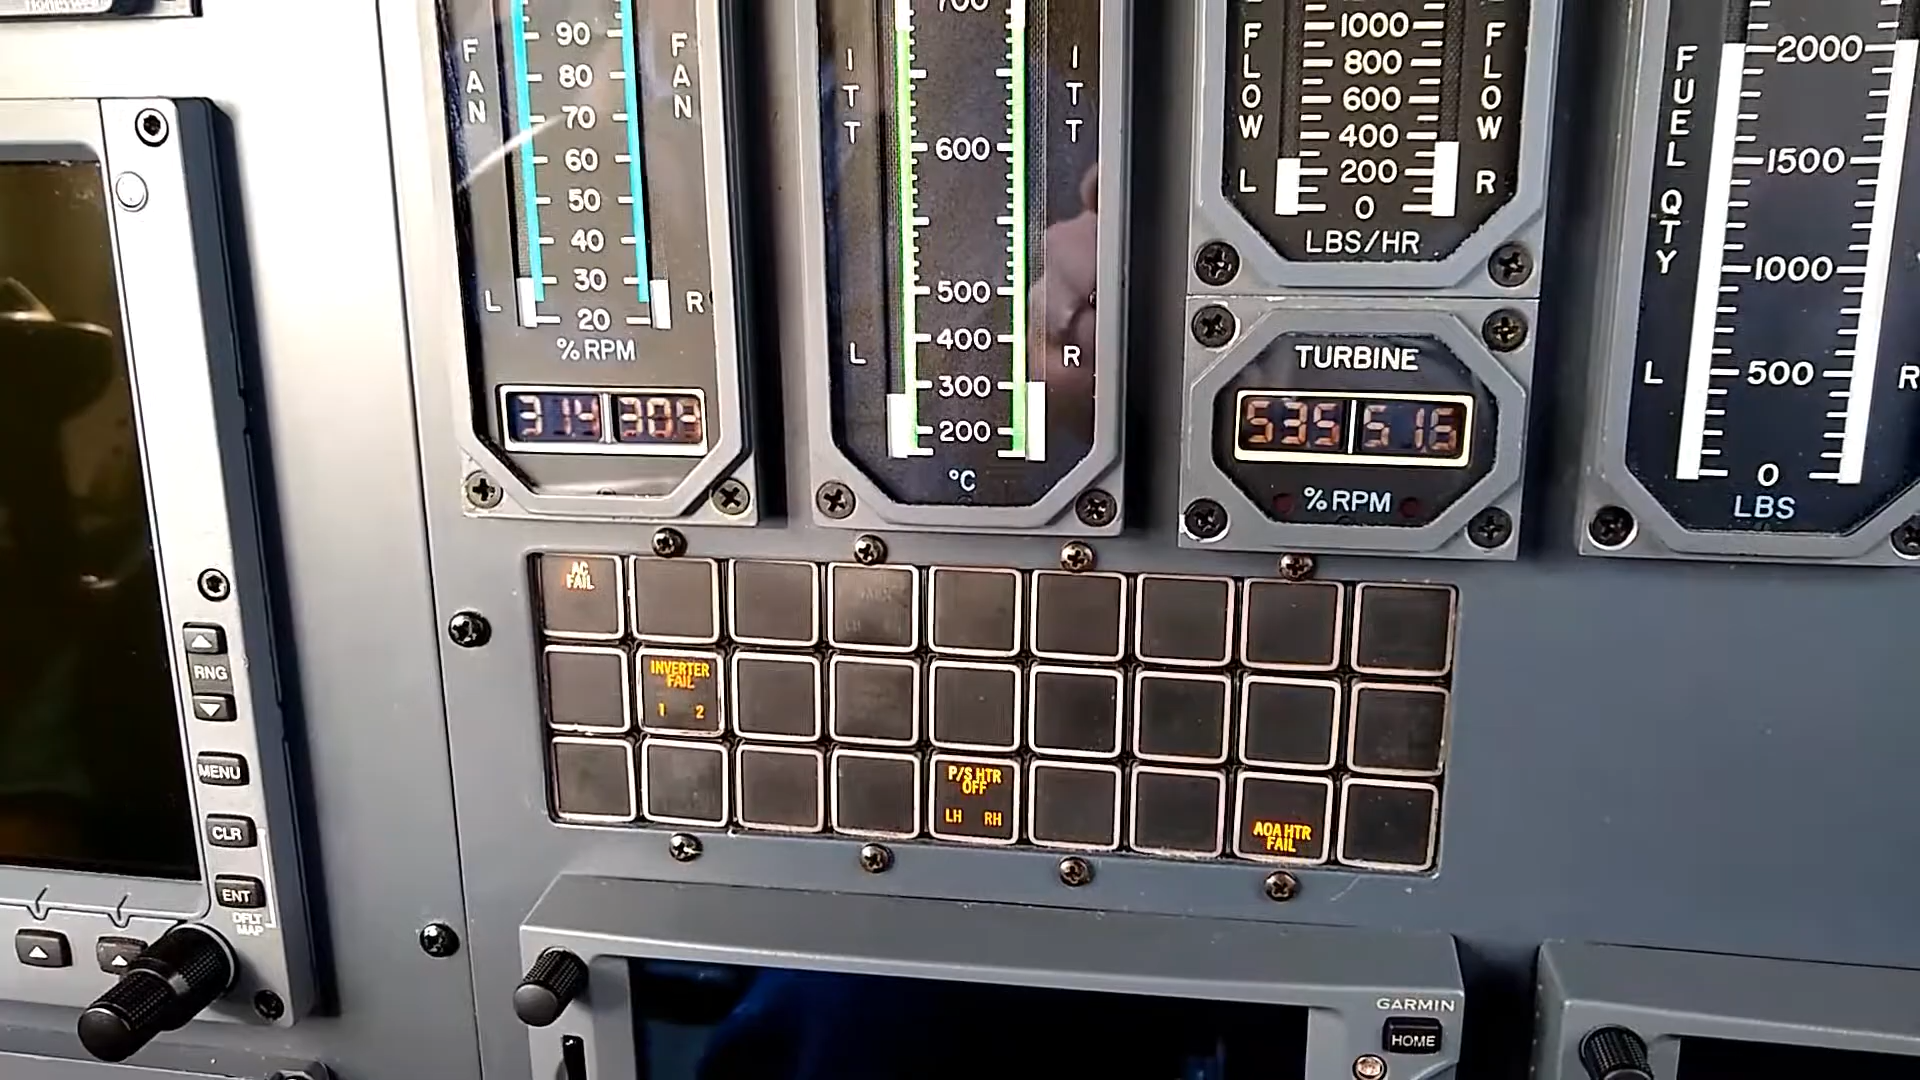 Honeywell
FAN
FAN
90
80
70
60
50
40
30
20
L
R
% RPM
31.4 30.9
700
ITT
ITT
600
500
400
300
200
L
R
°C
FLOW
FLOW
1000
800
600
400
200
0
L
R
LBS/HR
TURBINE
53.5 51.6
% RPM
FUEL QTY
2000
1500
1000
500
0
L
R
LBS
AC
FAIL
INVERTER
FAIL
1 2
P/S HTR
OFF
LH RH
AOA HTR
FAIL
RNG
MENU
CLR
ENT
DFLT
MAP
GARMIN
HOME